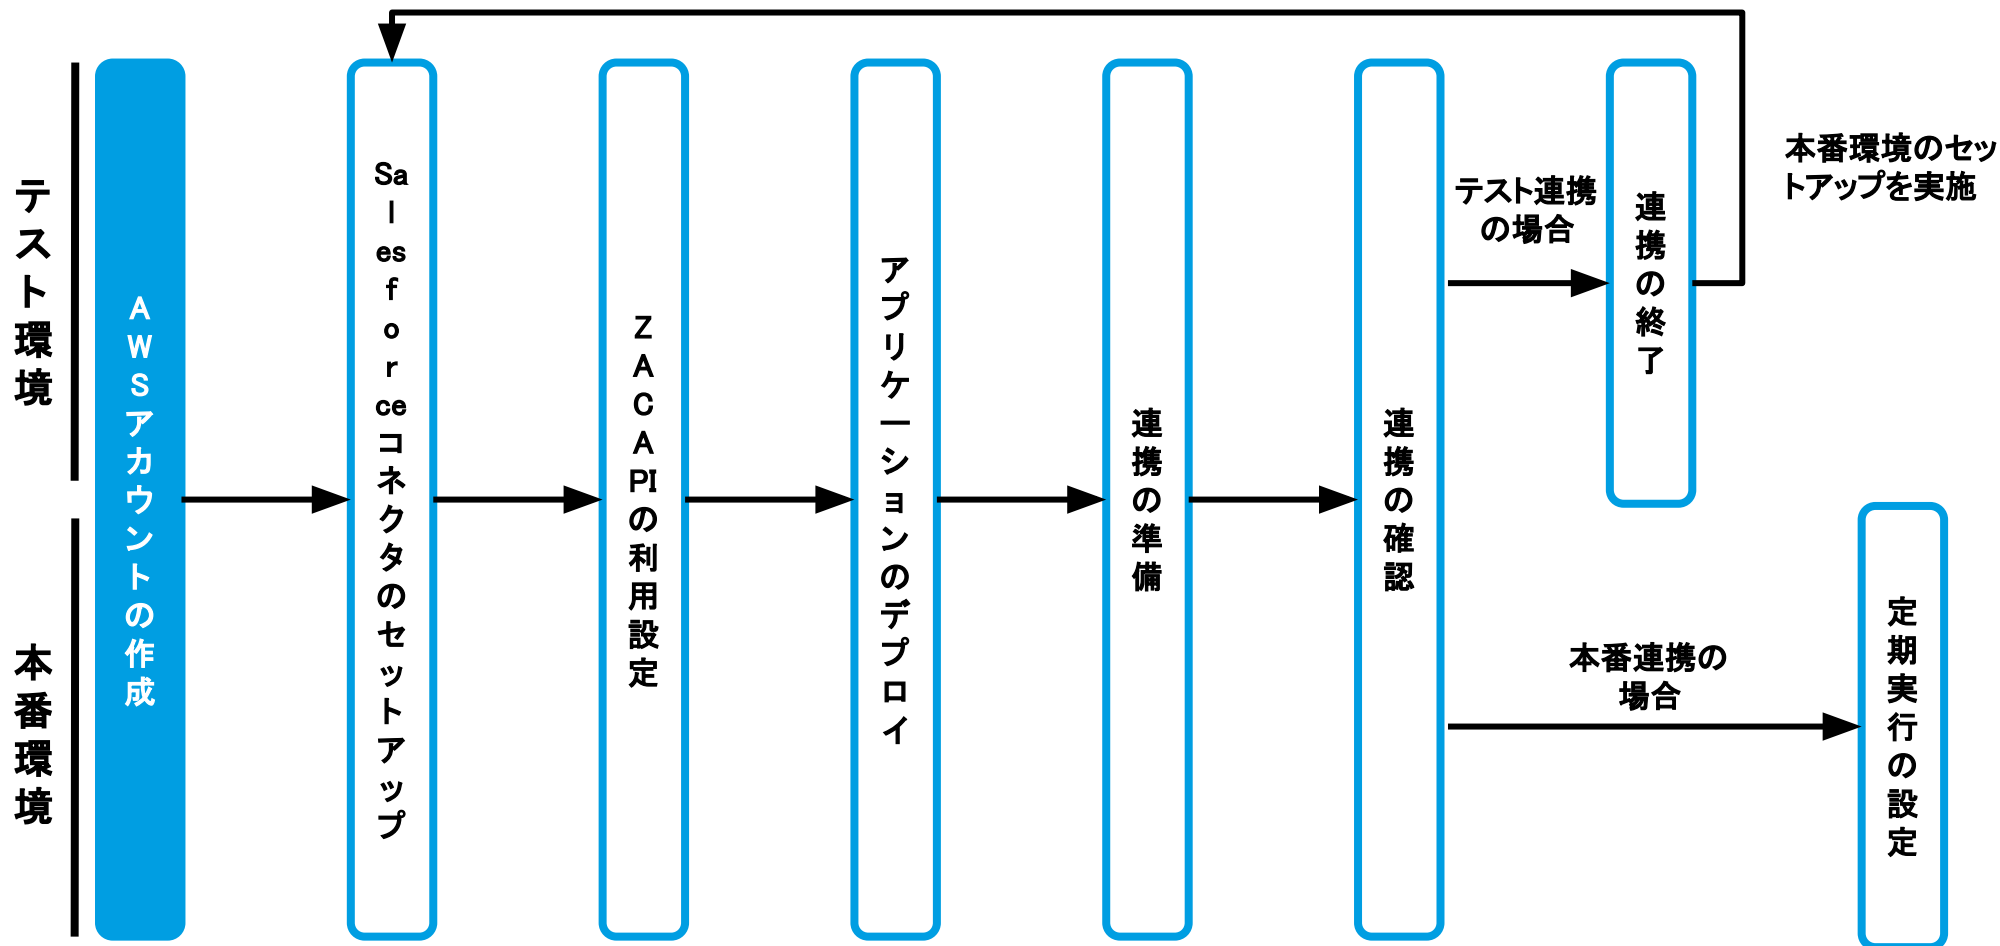 テスト環境
本番環境
AWSアカウントの作成
Salesforceコネクタのセットアップ
ZACAPIの利用設定
アプリケーションのデプロイ
連携の準備
連携の確認
テスト連携
の場合
連携の終了
本番環境のセッ
トアップを実施
本番連携の
場合
定期実行の設定